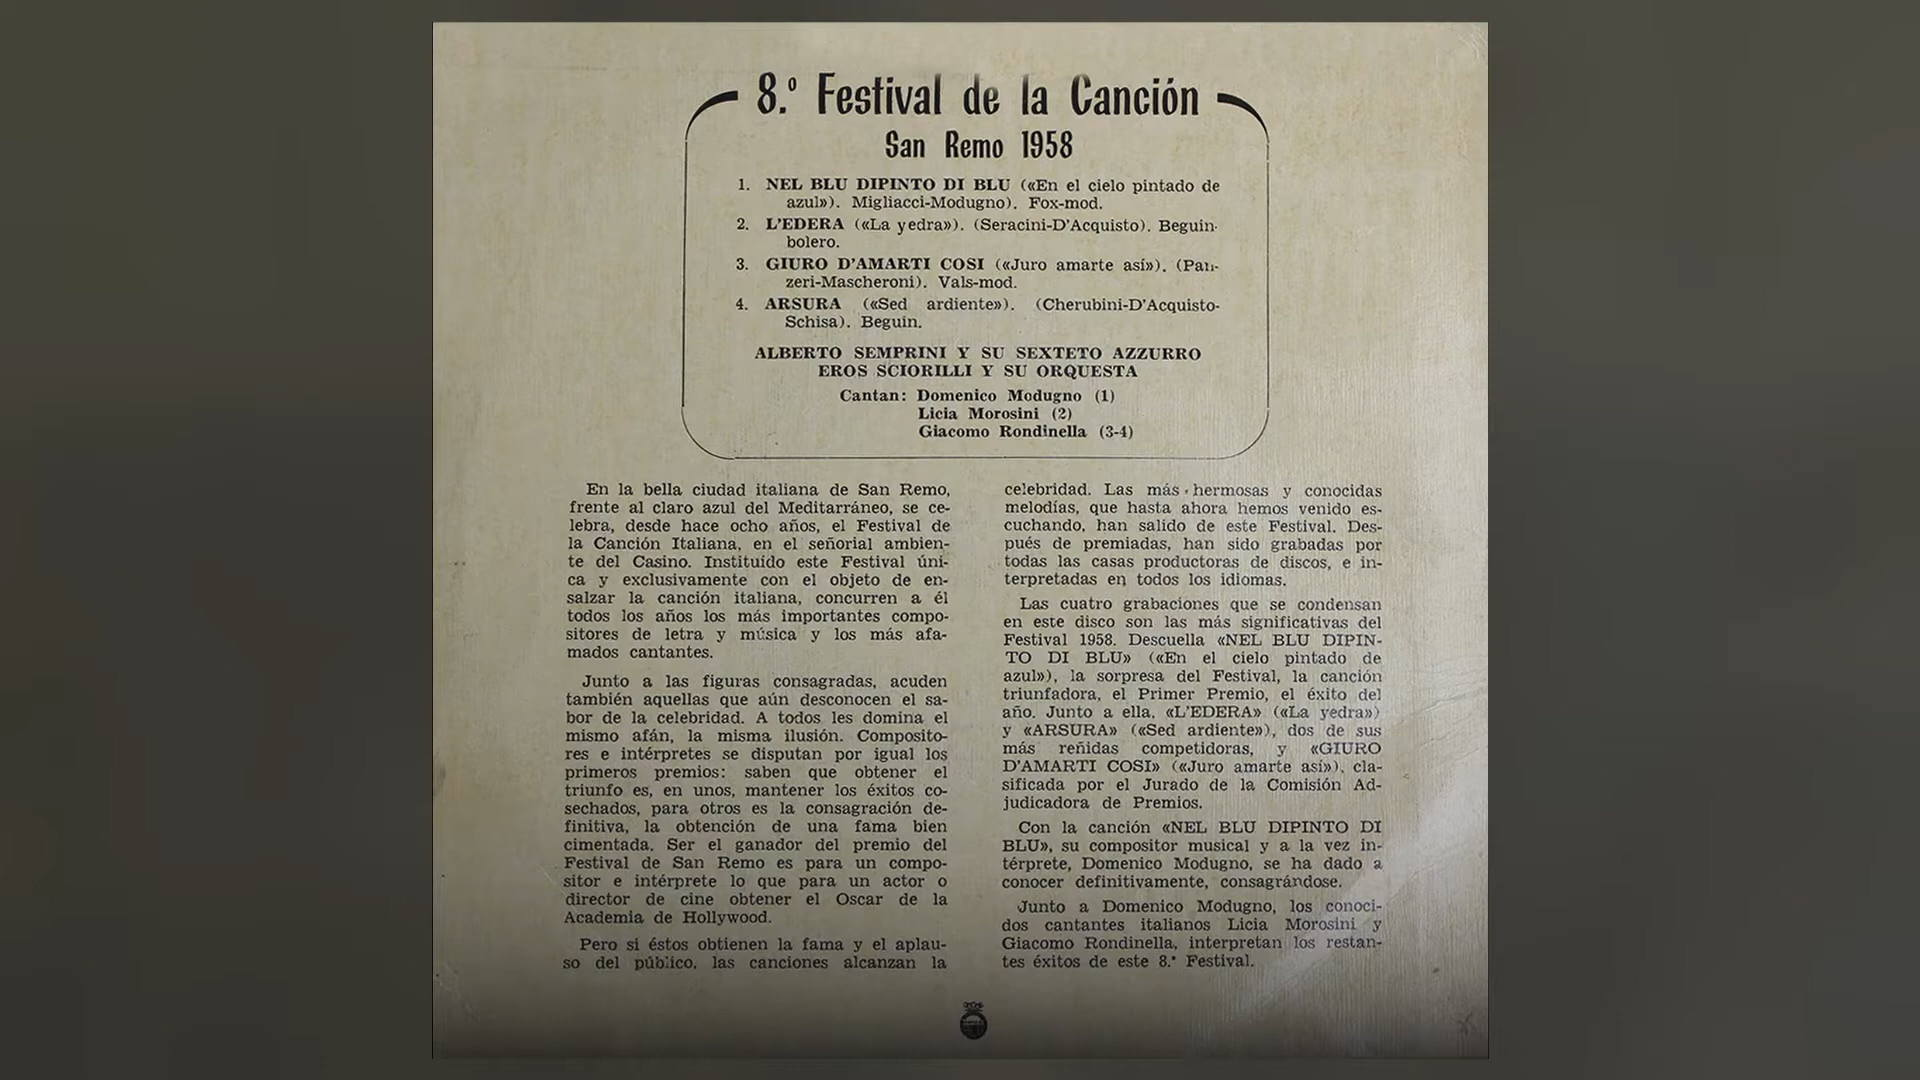 8.º Festival de la Canción
San Remo 1958
1. NEL BLU DIPINTO DI BLU («En el cielo pintado de
azul»). Migliacci-Modugno). Fox-mod.
2. L'EDERA («La yedra»). (Seracini-D'Acquisto). Beguin-
bolero.
3. GIURO D'AMARTI COSI («Juro amarte así»). (Pan-
zeri-Mascheroni). Vals-mod.
4. ARSURA («Sed ardiente»). (Cherubini-D'Acquisto-
Schisa). Beguin.
ALBERTO SEMPRINI Y SU SEXTETO AZZURRO
EROS SCIORILLI Y SU ORQUESTA
Cantan: Domenico Modugno (1)
Licia Morosini (2)
Giacomo Rondinella (3-4)
En la bella ciudad italiana de San Remo,
frente al claro azul del Meditarráneo, se ce-
lebra, desde hace ocho años, el Festival de
la Canción Italiana, en el señorial ambien-
te del Casino. Instituído este Festival úni-
ca y exclusivamente con el objeto de en-
salzar la canción italiana, concurren a él
todos los años los más importantes compo-
sitores de letra y música y los más afa-
mados cantantes.
Junto a las figuras consagradas, acuden
también aquellas que aún desconocen el sa-
bor de la celebridad. A todos les domina el
mismo afán, la misma ilusión. Composito-
res e intérpretes se disputan por igual los
primeros premios: saben que obtener el
triunfo es, en unos, mantener los éxitos co-
sechados, para otros es la consagración de-
finitiva, la obtención de una fama bien
cimentada. Ser el ganador del premio del
Festival de San Remo es para un compo-
sitor e intérprete lo que para un actor o
director de cine obtener el Oscar de la
Academia de Hollywood.
Pero si éstos obtienen la fama y el aplau-
so del público, las canciones alcanzan la
celebridad. Las más hermosas y conocidas
melodías, que hasta ahora hemos venido es-
cuchando, han salido de este Festival. Des-
pués de premiadas, han sido grabadas por
todas las casas productoras de discos, e in-
terpretadas en todos los idiomas.
Las cuatro grabaciones que se condensan
en este disco son las más significativas del
Festival 1958. Descuella «NEL BLU DIPIN-
TO DI BLU» («En el cielo pintado de
azul»), la sorpresa del Festival, la canción
triunfadora, el Primer Premio, el éxito del
año. Junto a ella, «L'EDERA» («La yedra»)
y «ARSURA» («Sed ardiente»), dos de sus
más reñidas competidoras, y «GIURO
D'AMARTI COSI» («Juro amarte así»), cla-
sificada por el Jurado de la Comisión Ad-
judicadora de Premios.
Con la canción «NEL BLU DIPINTO DI
BLU», su compositor musical y a la vez in-
térprete, Domenico Modugno, se ha dado a
conocer definitivamente, consagrándose.
Junto a Domenico Modugno, los conoci-
dos cantantes italianos Licia Morosini y
Giacomo Rondinella, interpretan los restan-
tes éxitos de este 8.º Festival.